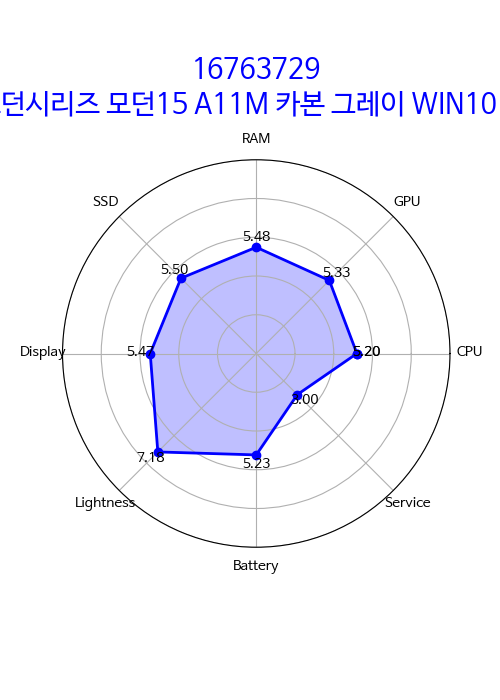 16763729
던시리즈 모던15 A11M 카본 그레이 WIN10
RAM
SSD
GPU
5.48
5.50
5.33
Display
5.47
5.20
5.20
CPU
3.00
7.18
5.23
Lightness
Service
Battery